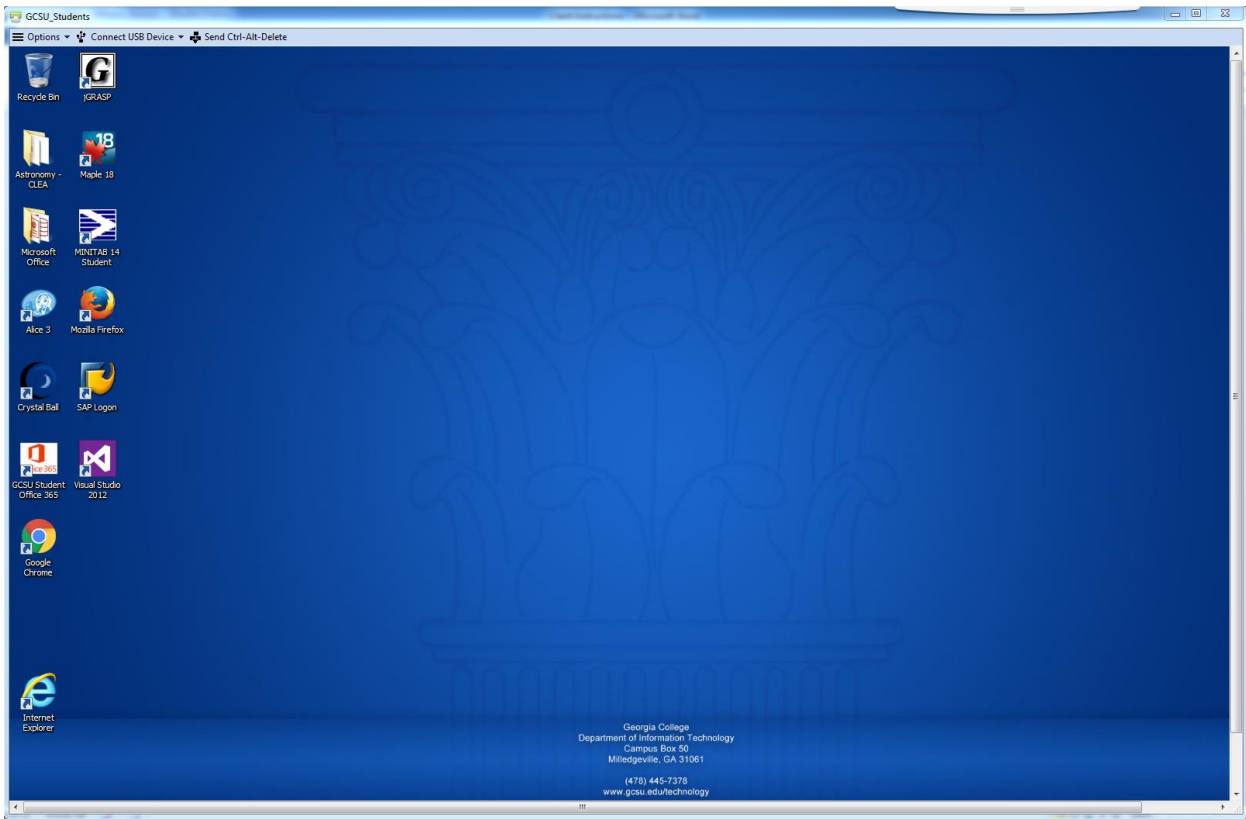 GCSU_Students
Options Connect USB Device Send Ctrl-Alt-Delete
Recycle Bin
jGRASP
Astronomy -
CLEA
18
Maple 18
Microsoft
Office
MINITAB 14
Student
Alice 3
Mozilla Firefox
Crystal Ball
SAP Logon
GCSU Student
Office 365
Visual Studio
2012
Google
Chrome
Internet
Explorer
Georgia College
Department of Information Technology
Campus Box 50
Milledgeville, GA 31061
(478) 445-7378
www.gcsu.edu/technology